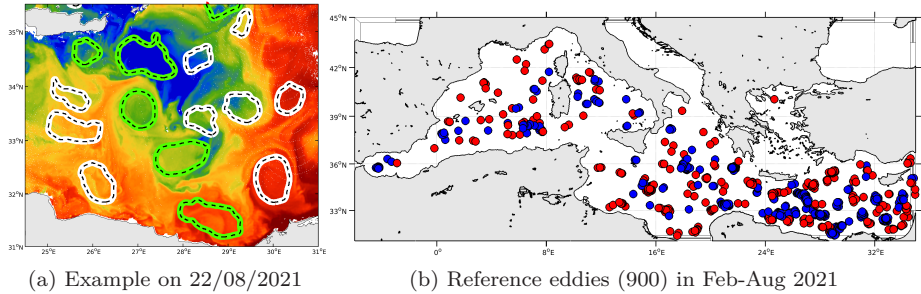 35°N
34°N
33°N
32°N
31°N
25°E 26°E 27°E 28°E 29°E 30°E 31°E
45°N
42°N
39°N
36°N
33°N
0° 8°E 16°E 24°E 32°E
(a) Example on 22/08/2021
(b) Reference eddies (900) in Feb-Aug 2021